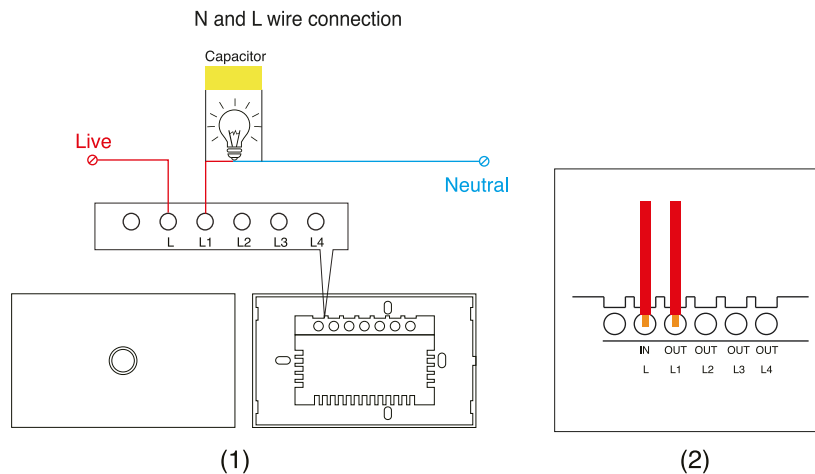 N and L wire connection
Capacitor
Live
Neutral
L L1 L2 L3 L4
IN OUT OUT OUT OUT
L L1 L2 L3 L4
(1)
(2)